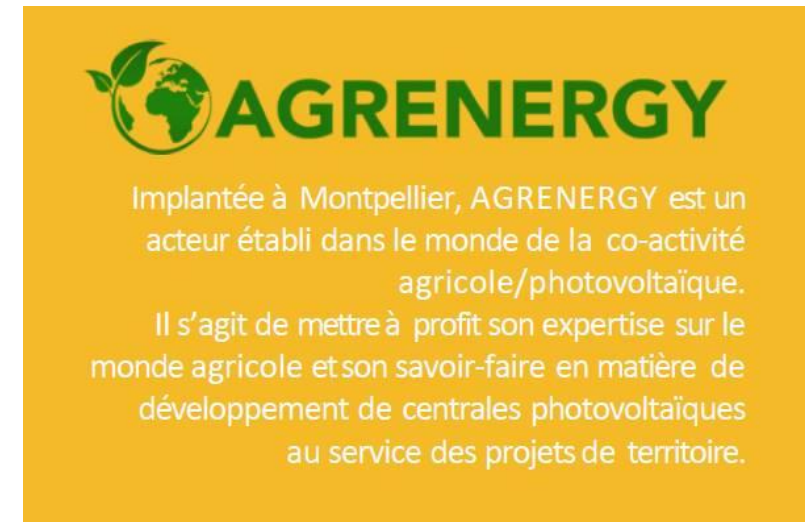 AGRENERGY
Implantée à Montpellier, AGRENERGY est un
acteur établi dans le monde de la co-activité
agricole/photovoltaïque.
Il s’agit de mettre à profit son expertise sur le
monde agricole et son savoir-faire en matière de
développement de centrales photovoltaïques
au service des projets de territoire.